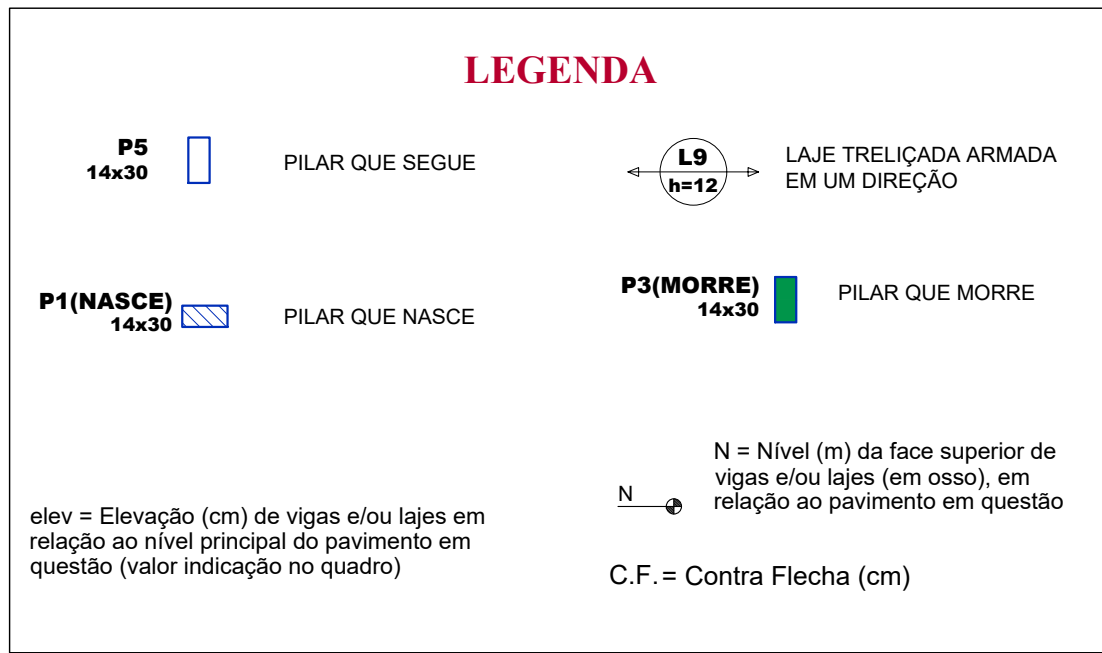 LEGENDA
P5
14x30
PILAR QUE SEGUE
L9
h=12
LAJE TRELIÇADA ARMADA
EM UM DIREÇÃO
P1(NASCE)
14x30
PILAR QUE NASCE
P3(MORRE)
14x30
PILAR QUE MORRE
elev = Elevação (cm) de vigas e/ou lajes em
relação ao nível principal do pavimento em
questão (valor indicação no quadro)
N
N = Nível (m) da face superior de
vigas e/ou lajes (em osso), em
relação ao pavimento em questão
C.F.= Contra Flecha (cm)